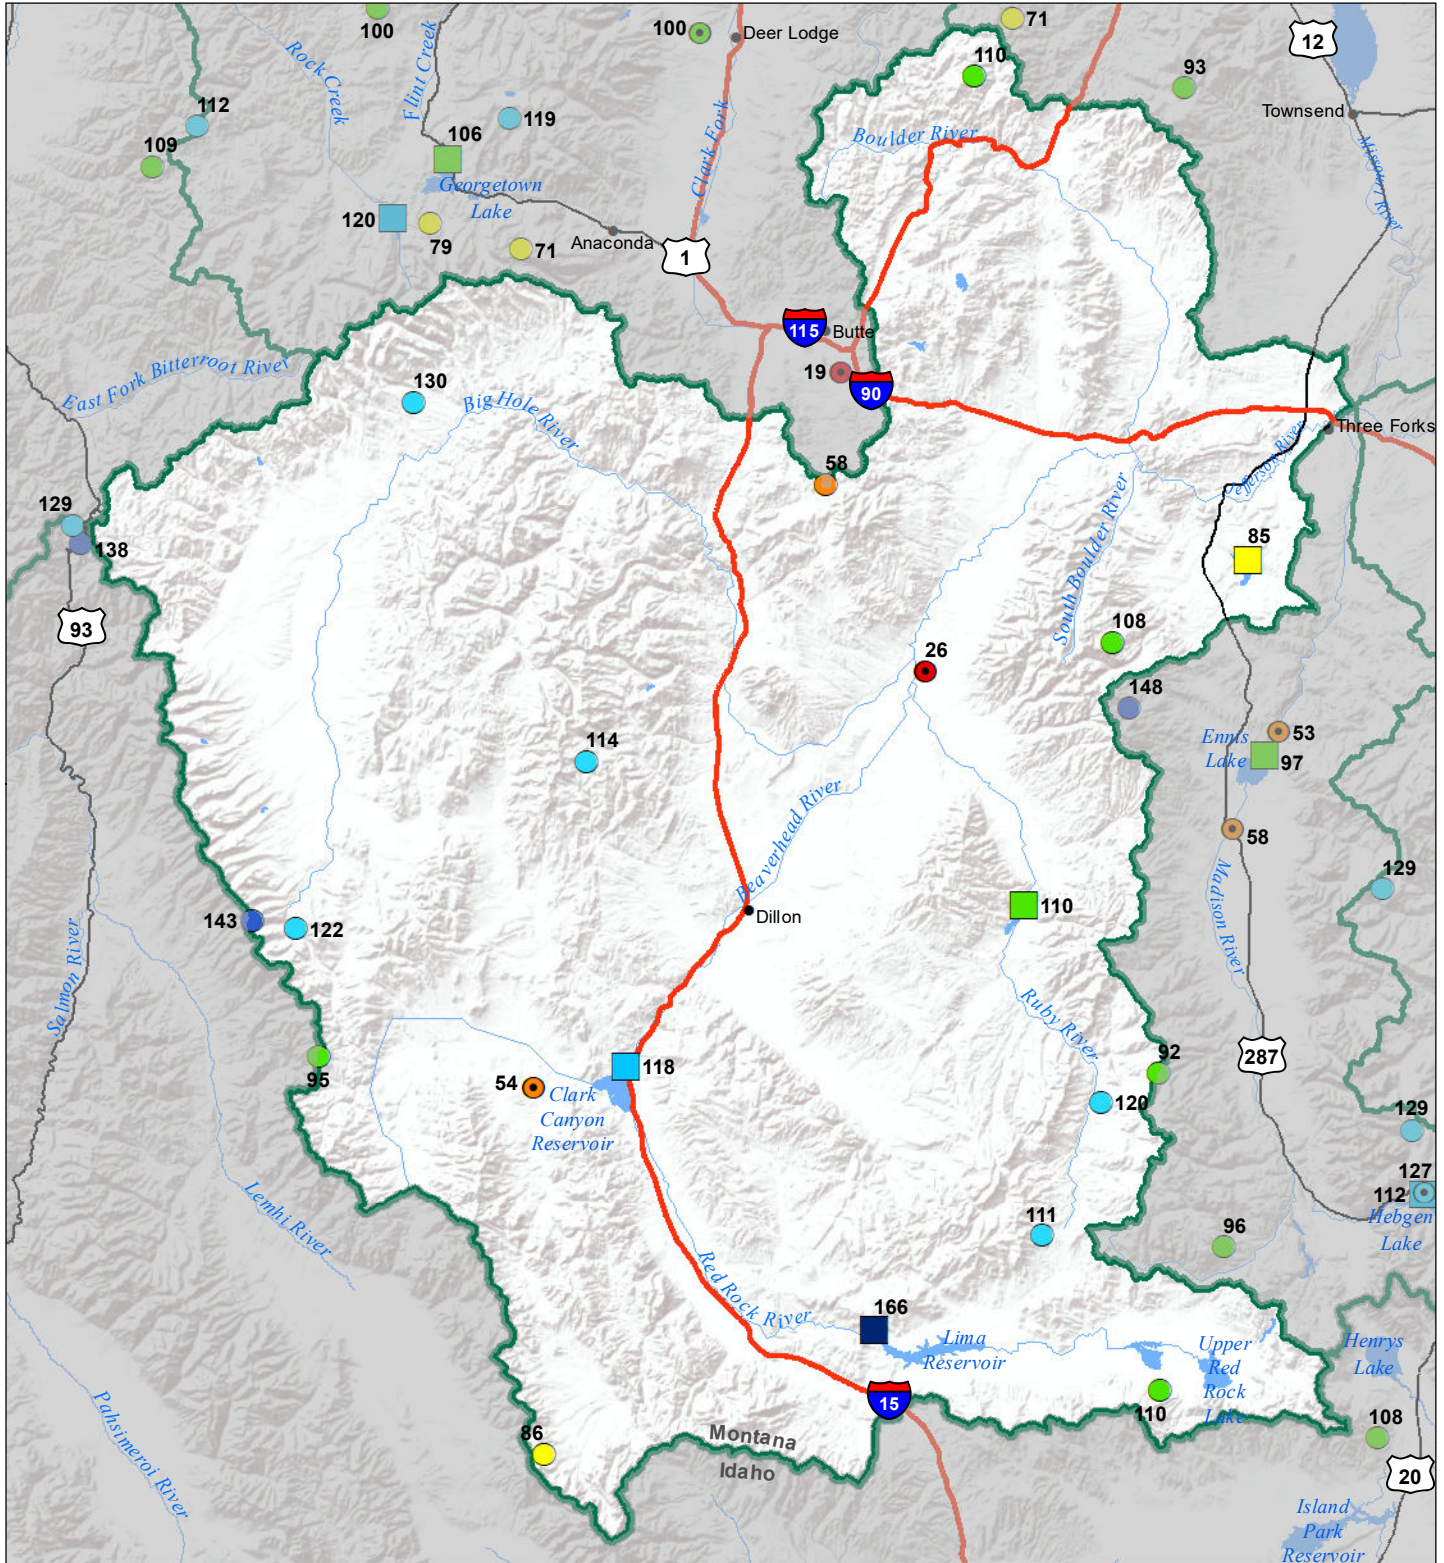 100
100
Deer Lodge
71
12
Rock Creek
Flint Creek
110
93
112
119
Townsend
106
109
Clark Fork
Boulder River
Missouri River
Georgetown
Lake
120
79
71
Anaconda
1
115
Butte
East Fork Bitterroot River
19
90
130
Big Hole River
Three Forks
58
Jefferson River
129
138
85
South Boulder River
93
108
26
148
53
Ennis
Lake
97
114
Beaverhead River
58
Madison River
129
110
143
122
Dillon
Salmon River
Ruby River
287
92
95
118
54
Clark
Canyon
Reservoir
120
129
127
112
Hebgen
Lake
Lemhi River
111
96
Red Rock River
166
Lima
Reservoir
Upper
Red
Rock
Lake
Henrys
Lake
15
110
108
Pahsimeroi River
86
Montana
Idaho
20
Island
Park
Reservoir